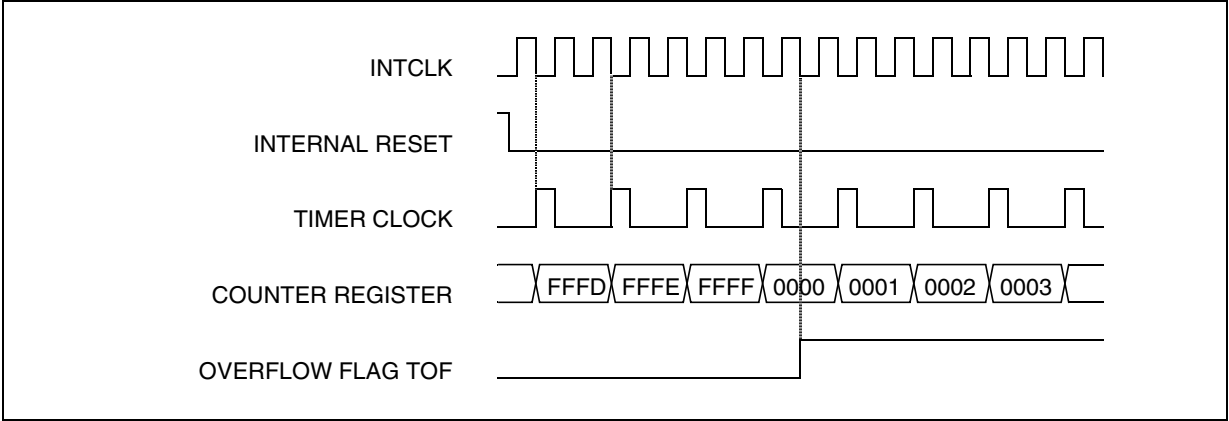 INTCLK
INTERNAL RESET
TIMER CLOCK
COUNTER REGISTER FFFD FFFE FFFF 0000 0001 0002 0003
OVERFLOW FLAG TOF